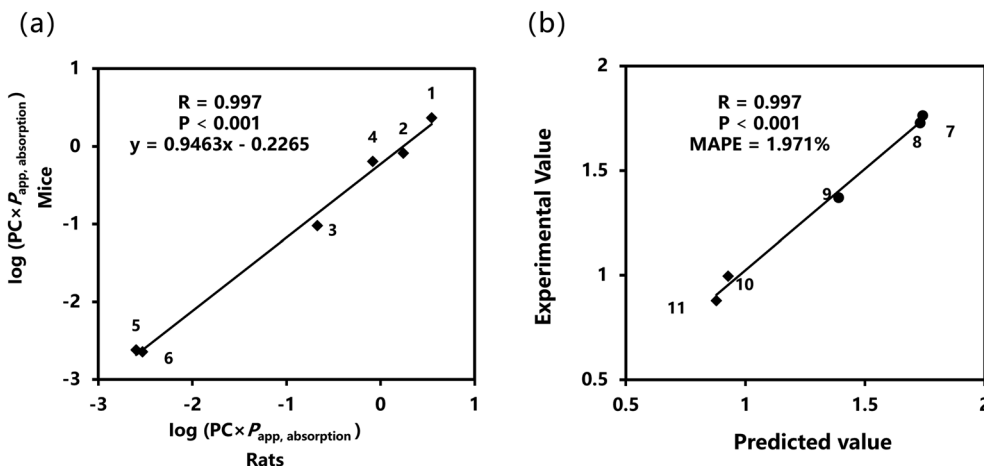 (a)
log (PC×Papp, absorption)
Mice
1
0
-1
-2
-3
R = 0.997
P < 0.001
y = 0.9463x - 0.2265
1
2
4
3
5
6
-3
-2
-1
0
1
log (PC×Papp, absorption)
Rats
(b)
Experimental Value
2
1.5
1
0.5
R = 0.997
P < 0.001
MAPE = 1.971%
7
8
9
10
11
0.5
1
1.5
2
Predicted value